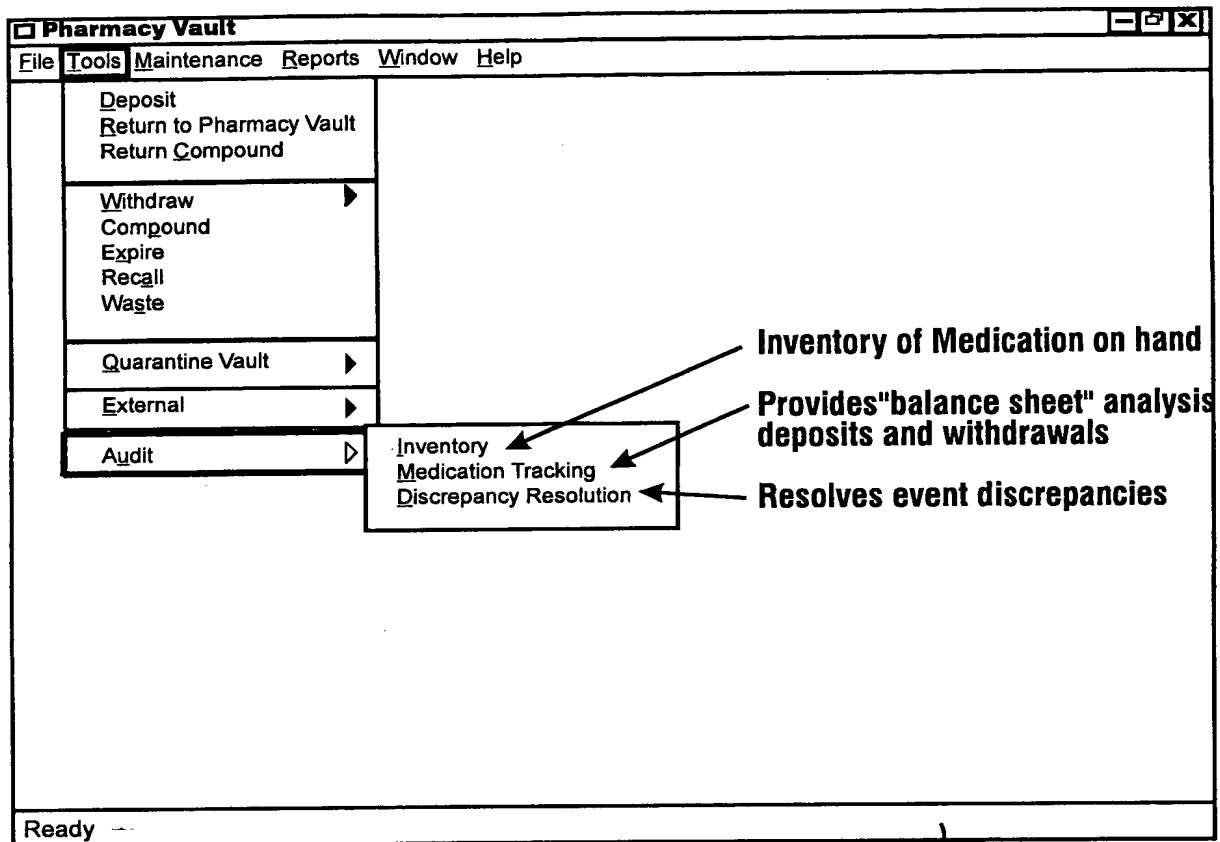 Pharmacy Vault
File Tools Maintenance Reports Window Help
Deposit
Return to Pharmacy Vault
Return Compound
Withdraw
Compound
Expire
Recall
Waste
Quarantine Vault
External
Audit
Inventory
Medication Tracking
Discrepancy Resolution
Inventory of Medication on hand
Provides"balance sheet" analysis
deposits and withdrawals
Resolves event discrepancies
Ready